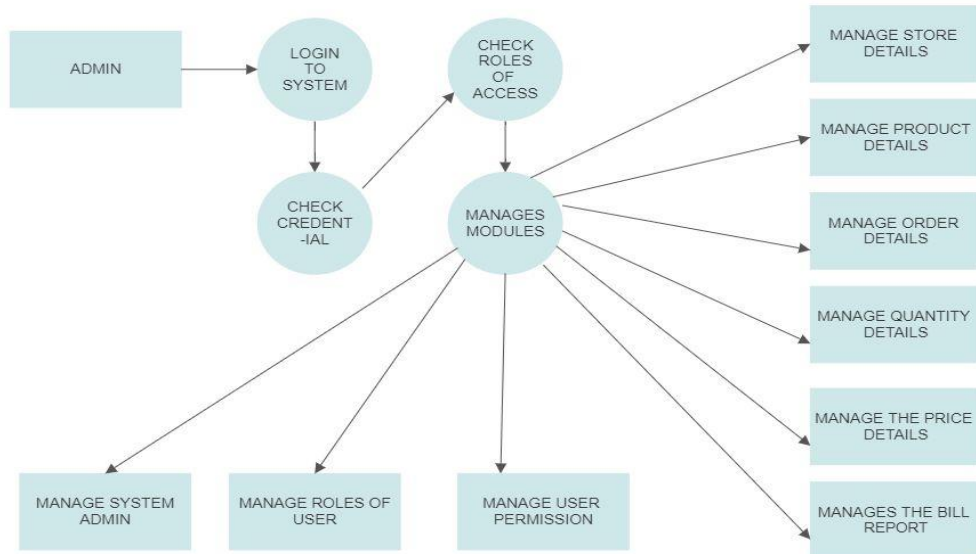 ADMIN
LOGIN
TO
SYSTEM
CHECK
ROLES
OF
ACCESS
CHECK
CREDENT
-IAL
MANAGES
MODULES
MANAGE STORE
DETAILS
MANAGE PRODUCT
DETAILS
MANAGE ORDER
DETAILS
MANAGE QUANTITY
DETAILS
MANAGE THE PRICE
DETAILS
MANAGES THE BILL
REPORT
MANAGE SYSTEM
ADMIN
MANAGE ROLES OF
USER
MANAGE USER
PERMISSION